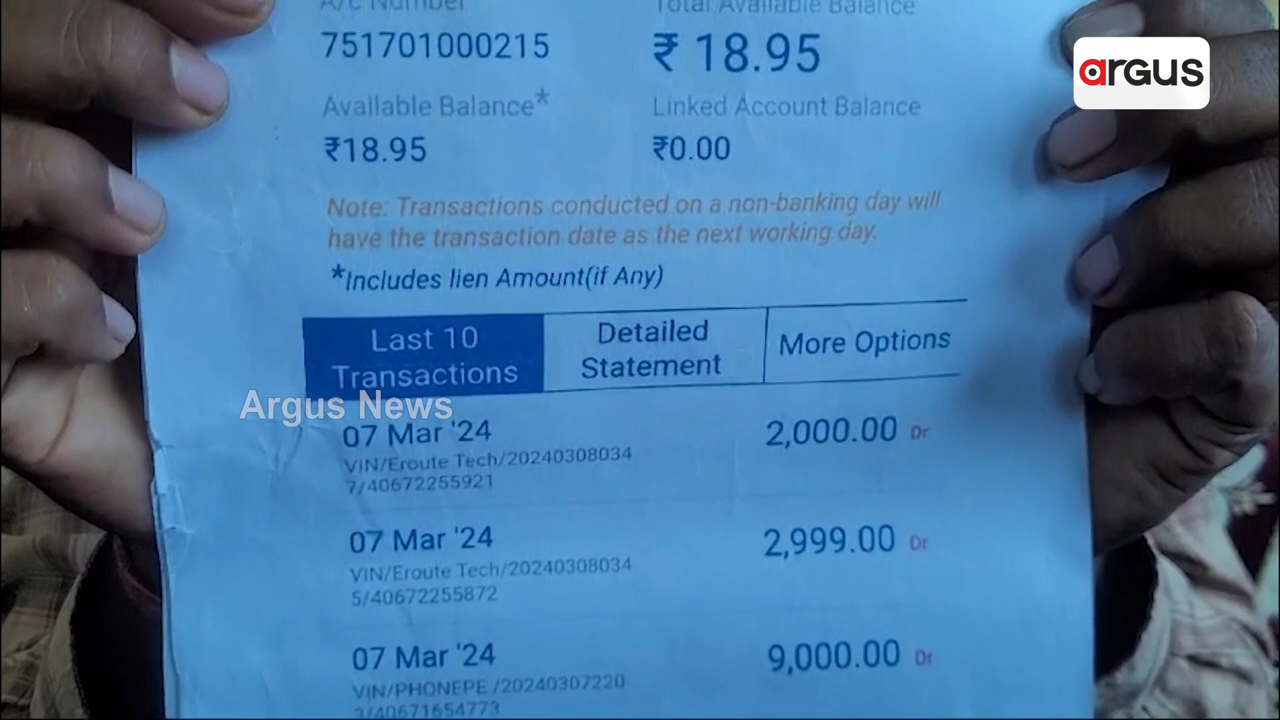 A/C Number
Total Available Balance
751701000215
₹ 18.95
argus
Available Balance*
Linked Account Balance
₹18.95
₹0.00
Note: Transactions conducted on a non-banking day will
have the transaction date as the next working day.
*Includes lien Amount(if Any)
Last 10
Transactions
Detailed
Statement
More Options
Argus News
07 Mar '24
2,000.00 Dr
VIN/Eroute Tech/20240308034
7/40672255921
07 Mar '24
2,999.00 Dr
VIN/Eroute Tech/20240308034
5/40672255872
07 Mar '24
9,000.00 Dr
VIN/PHONEPE /20240307220
3/40671654773